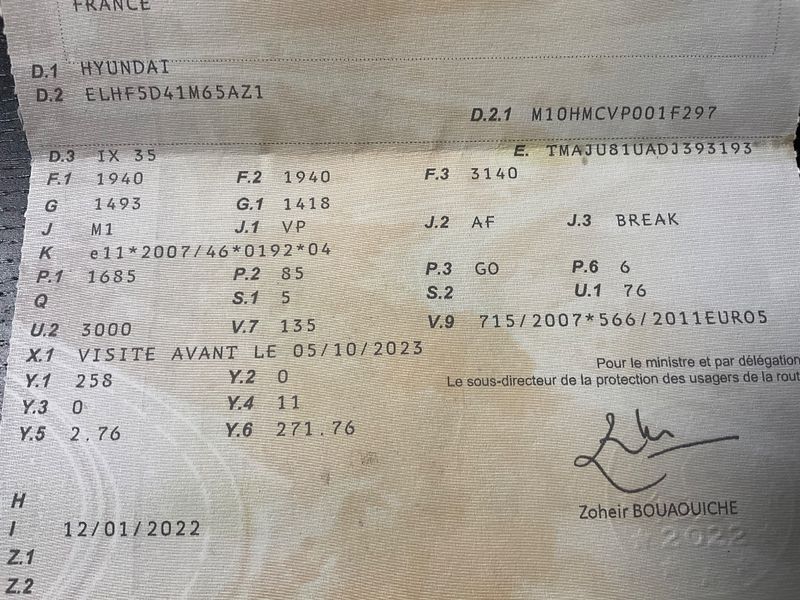 FRANCE
D.1 HYUNDAI
D.2 ELHF5D41M65AZ1
D.2.1 M10HMCVP001F297
D.3 IX 35
E. TMAJU81UADJ393193
F.1 1940 F.2 1940 F.3 3140
G 1493 G.1 1418
J M1 J.1 VP J.2 AF J.3 BREAK
K e11*2007/46*0192*04
P.1 1685 P.2 85 P.3 GO P.6 6
Q S.1 5 S.2 U.1 76
U.2 3000 V.7 135 V.9 715/2007*566/2011EURO5
X.1 VISITE AVANT LE 05/10/2023
Pour le ministre et par délégation
Y.1 258 Y.2 0
Le sous-directeur de la protection des usagers de la rout
Y.3 0 Y.4 11
Y.5 2.76 Y.6 271.76
H
Zoheir BOUAOUICHE
I 12/01/2022
2022
Z.1
Z.2